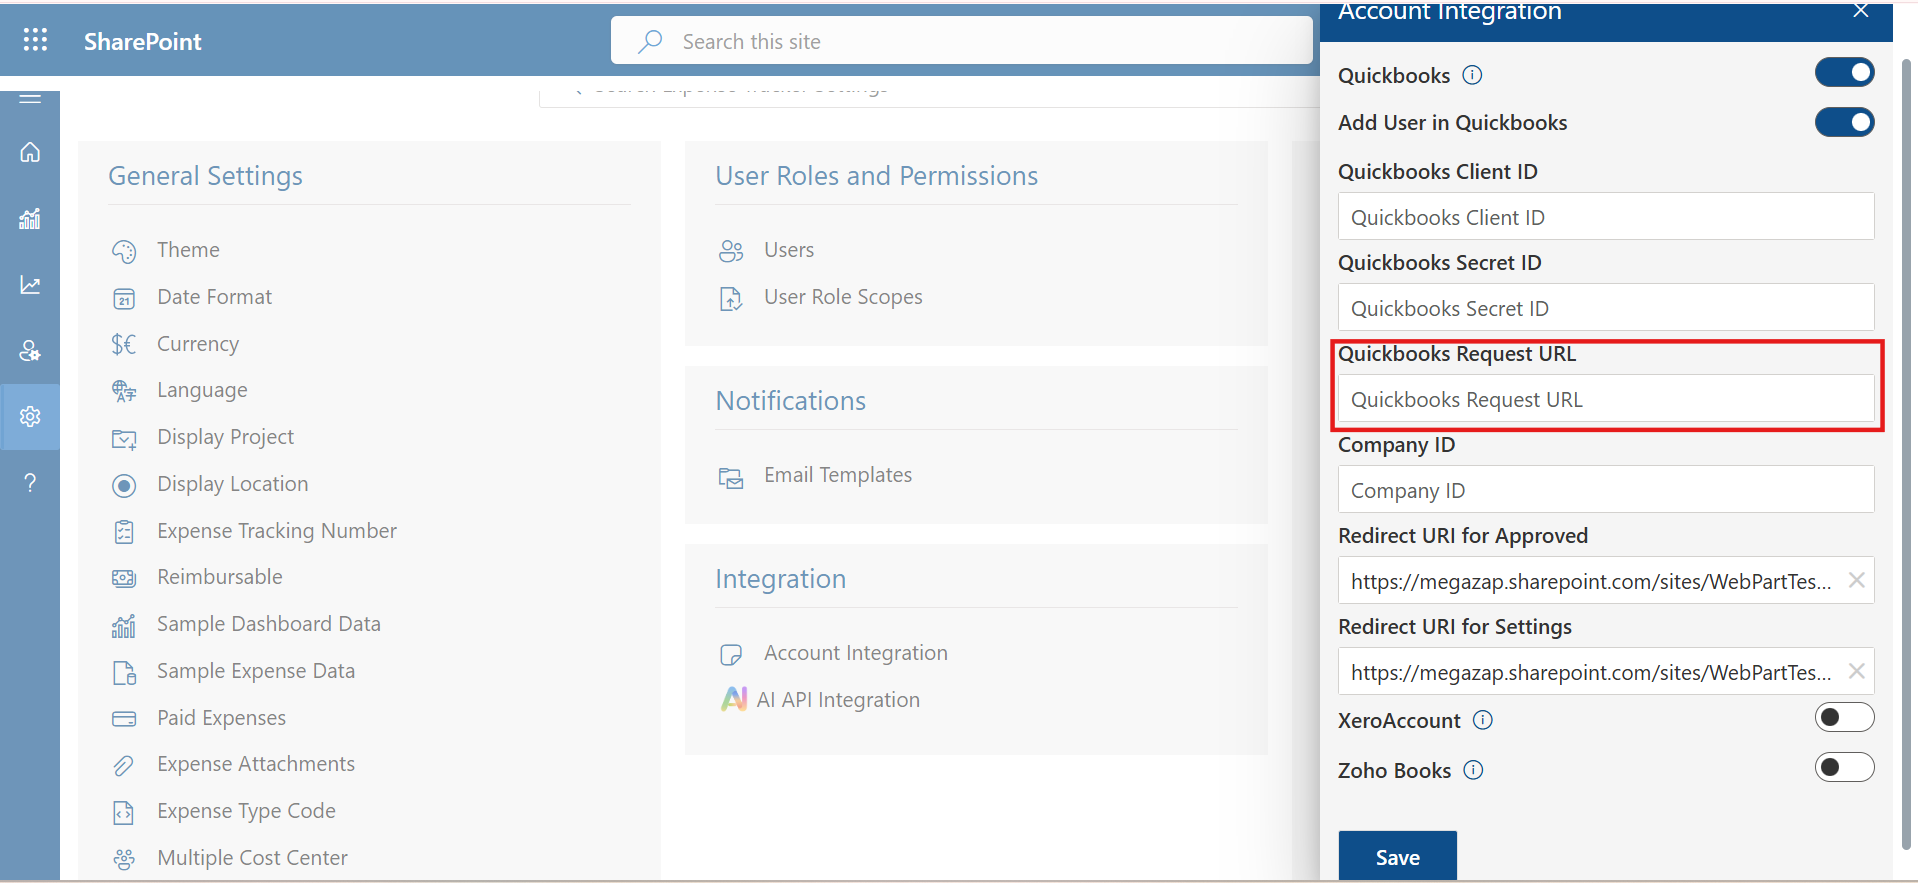 SharePoint
Search this site
Search Expense Tracker Settings
General Settings
Theme
21
Date Format
Currency
Language
Display Project
Display Location
Expense Tracking Number
Reimbursable
Sample Dashboard Data
Sample Expense Data
Paid Expenses
Expense Attachments
Expense Type Code
Multiple Cost Center
User Roles and Permissions
Users
User Role Scopes
Notifications
Email Templates
Integration
Account Integration
AI API Integration
Account Integration
Quickbooks
Add User in Quickbooks
Quickbooks Client ID
Quickbooks Client ID
Quickbooks Secret ID
Quickbooks Secret ID
Quickbooks Request URL
Quickbooks Request URL
Company ID
Company ID
Redirect URI for Approved
https://megazap.sharepoint.com/sites/WebPartTes...
Redirect URI for Settings
https://megazap.sharepoint.com/sites/WebPartTes...
XeroAccount
Zoho Books
Save